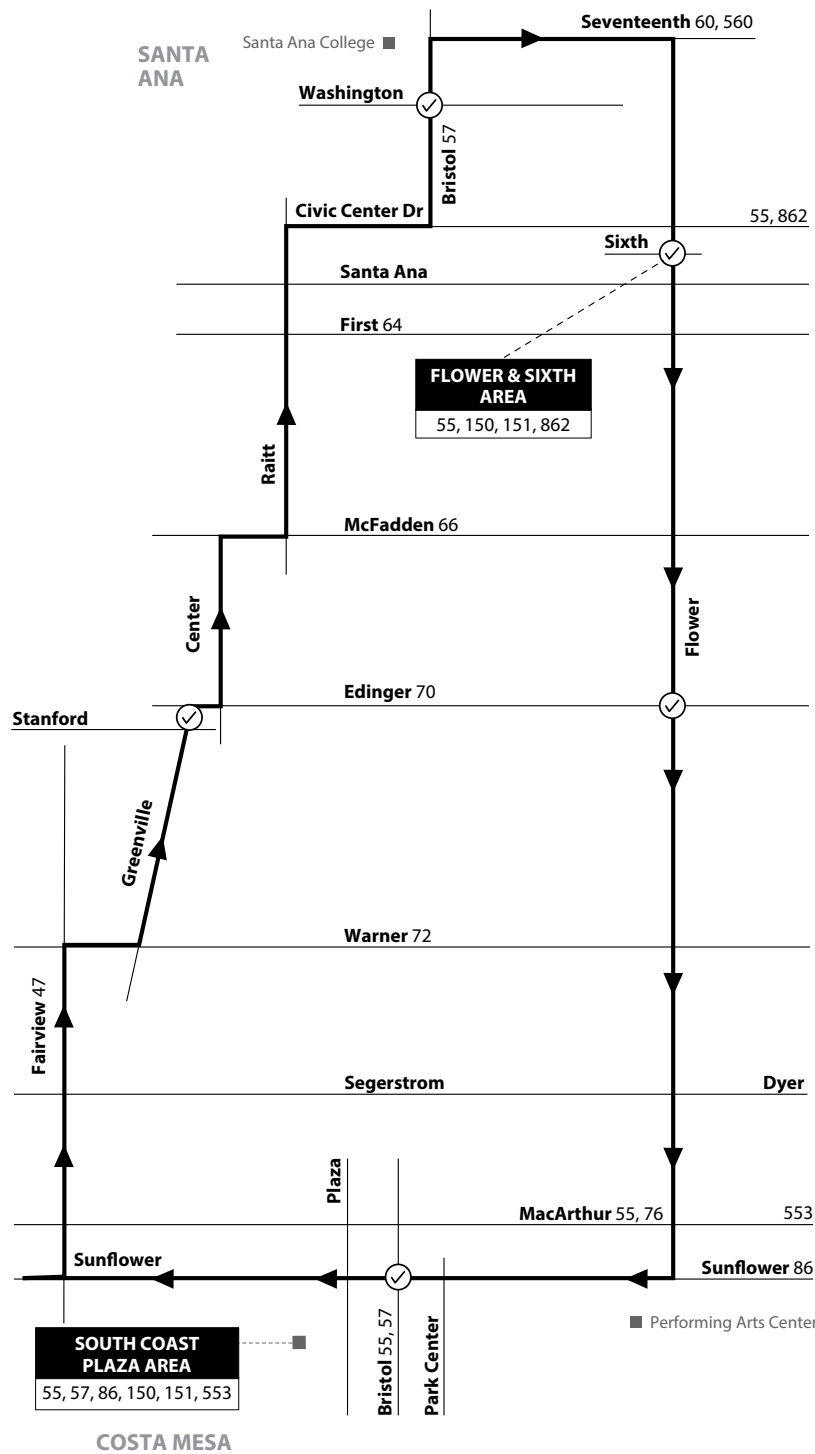 Seventeenth 60, 560
Santa Ana College
SANTA
ANA
Washington
Bristol 57
Civic Center Dr
55, 862
Sixth
Santa Ana
First 64
FLOWER & SIXTH
AREA
55, 150, 151, 862
Raitt
McFadden 66
Center
Flower
Edinger 70
Stanford
Greenville
Warner 72
Fairview 47
Segerstrom
Dyer
Plaza
MacArthur 55, 76
553
Sunflower
Sunflower 86
Performing Arts Center
SOUTH COAST
PLAZA AREA
55, 57, 86, 150, 151, 553
Bristol 55, 57
Park Center
COSTA MESA